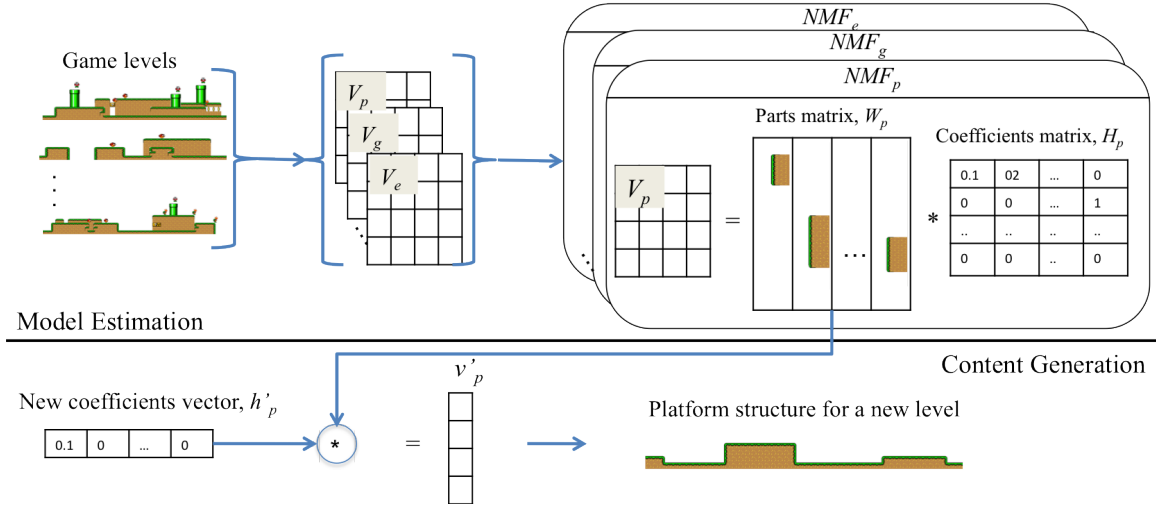 Game levels
V_p
V_g
V_e
NMF_e
NMF_g
NMF_p
Parts matrix, W_p
Coefficients matrix, H_p
V_p
=
*
0.1 02 ... 0
0 0 ... 1
.. .. .. ..
0 0 .. 0
...
Model Estimation
Content Generation
New coefficients vector, h'_p
0.1 0 ... 0
*
=
v'_p
Platform structure for a new level